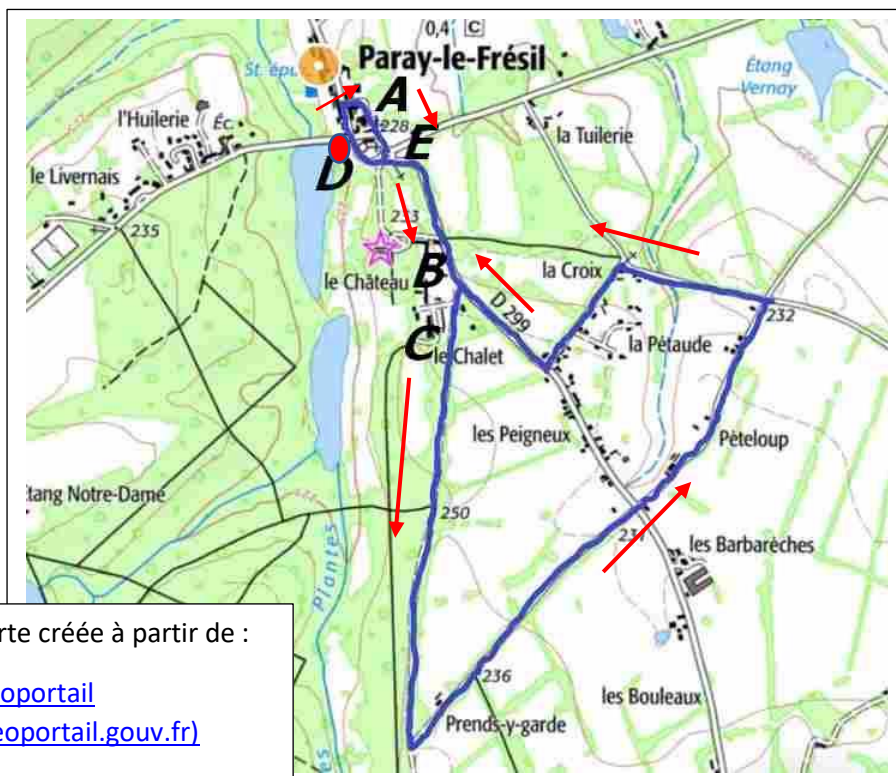 0,4 C
Paray-le-Frésil
St. épu
Étang
Vernay
A
l'Huilerie
Éc.
228
E
la Tuilerie
D
le Livernais
235
233
la Croix
le Château
B
D 299
232
C
le Chalet
la Pétaude
les Peigneux
Pèteloup
tang Notre-Dame
250
les Barbarèches
Plantes
rte créée à partir de :
236
oportail
les Bouleaux
eoportail.gouv.fr)
Prends-y-garde